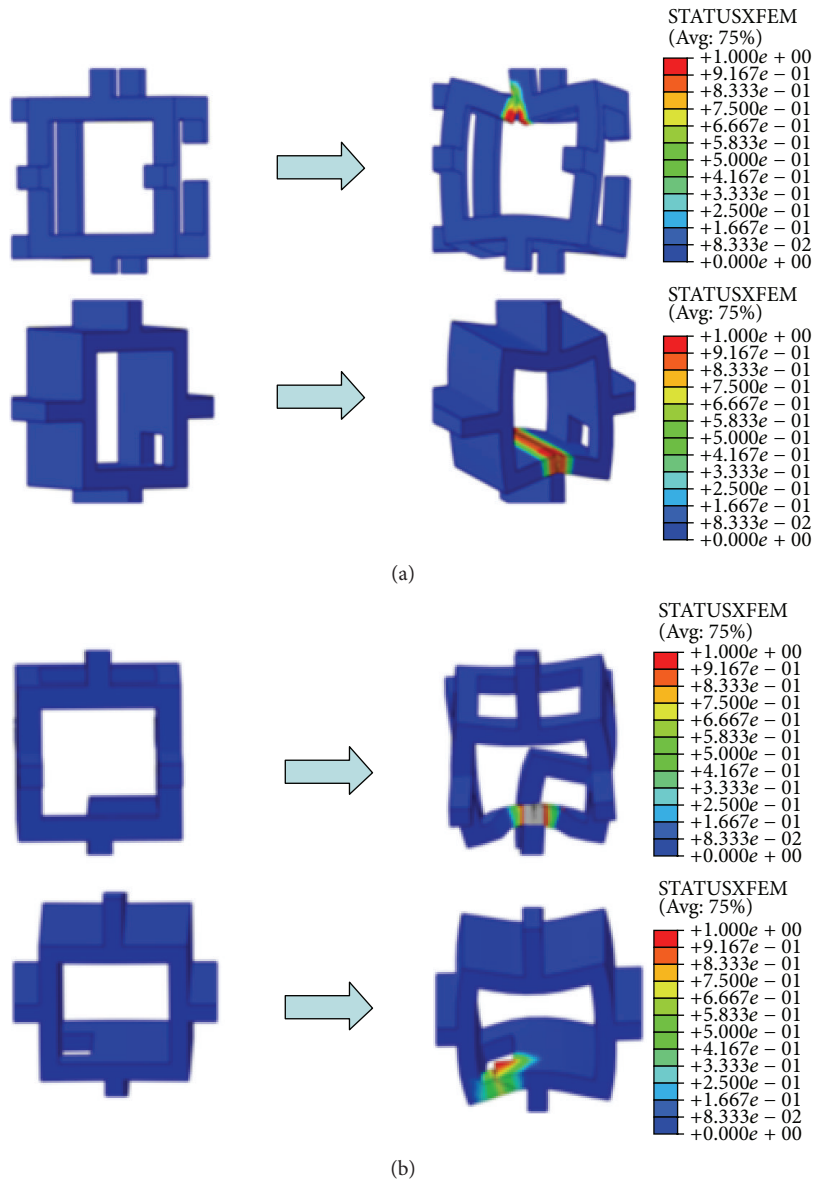 STATUSXFEM
(Avg: 75%)
+1.000e + 00
+9.167e − 01
+8.333e − 01
+7.500e − 01
+6.667e − 01
+5.833e − 01
+5.000e − 01
+4.167e − 01
+3.333e − 01
+2.500e − 01
+1.667e − 01
+8.333e − 02
+0.000e + 00
STATUSXFEM
(Avg: 75%)
+1.000e + 00
+9.167e − 01
+8.333e − 01
+7.500e − 01
+6.667e − 01
+5.833e − 01
+5.000e − 01
+4.167e − 01
+3.333e − 01
+2.500e − 01
+1.661e − 01
+8.333e − 02
+0.000e + 00
(a)
STATUSXFEM
(Avg: 75%)
+1.000e + 00
+9.167e − 01
+8.333e − 01
+7.500e − 01
+6.667e − 01
+5.833e − 01
+5.000e − 01
+4.167e − 01
+3.333e − 01
+2.500e − 01
+1.661e − 01
+8.333e − 02
+0.000e + 00
STATUSXFEM
(Avg: 75%)
+1.000e + 00
+9.167e − 01
+8.333e − 01
+7.500e − 01
+6.667e − 01
+5.833e − 01
+5.000e − 01
+4.167e − 01
+3.333e − 01
+2.500e − 01
+1.661e − 01
+8.333e − 02
+0.000e + 00
(b)